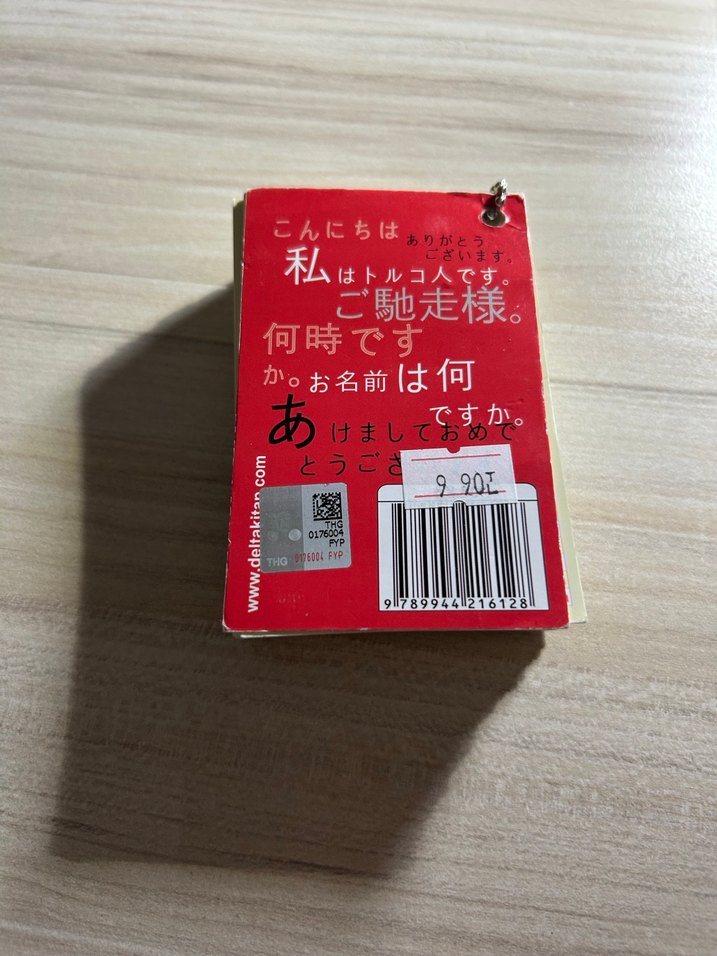 こんにちは
ありがとう
ございます。
私はトルコ人です。
ご馳走様。
何時です
か。お名前は何
ですか。
あけましておめで
とうござ
9 90
www.deltakitap.com
THG
0176004
FYP
THG 0176004 FYP
9 789944 216128